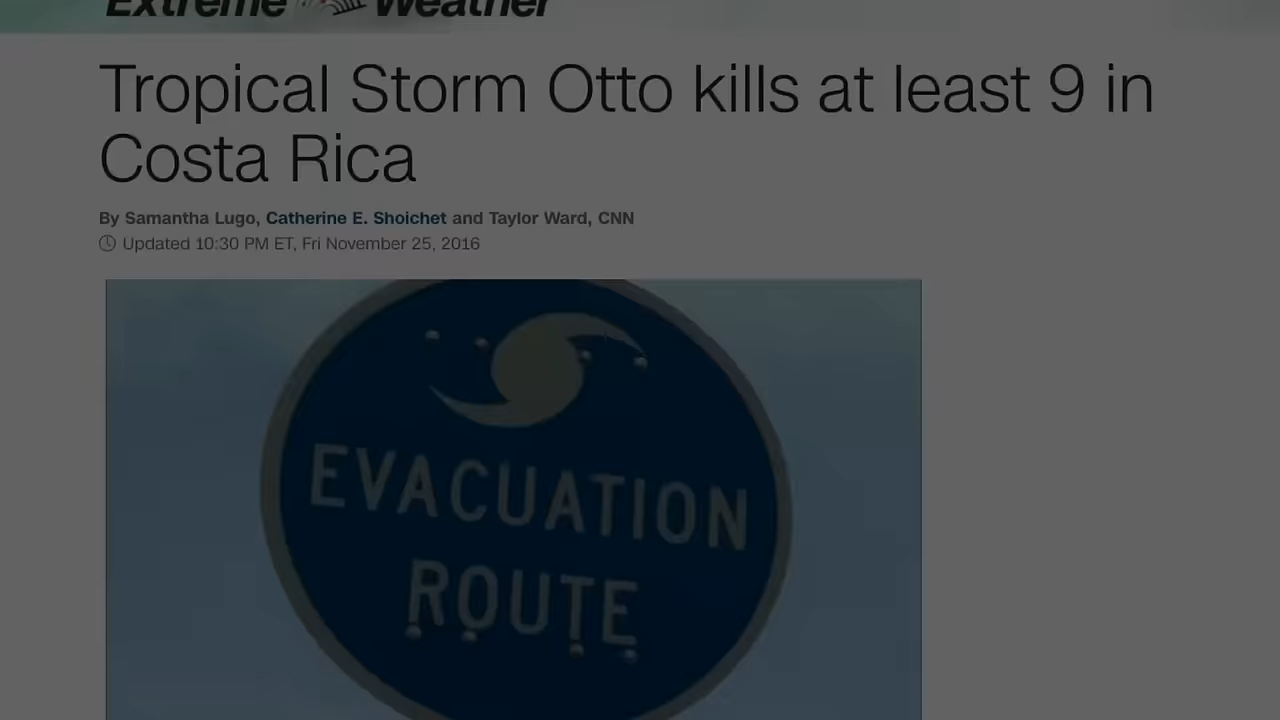 Extreme Weather
Tropical Storm Otto kills at least 9 in
Costa Rica
By Samantha Lugo, Catherine E. Shoichet and Taylor Ward, CNN
Updated 10:30 PM ET, Fri November 25, 2016
EVACUATION
ROUTE